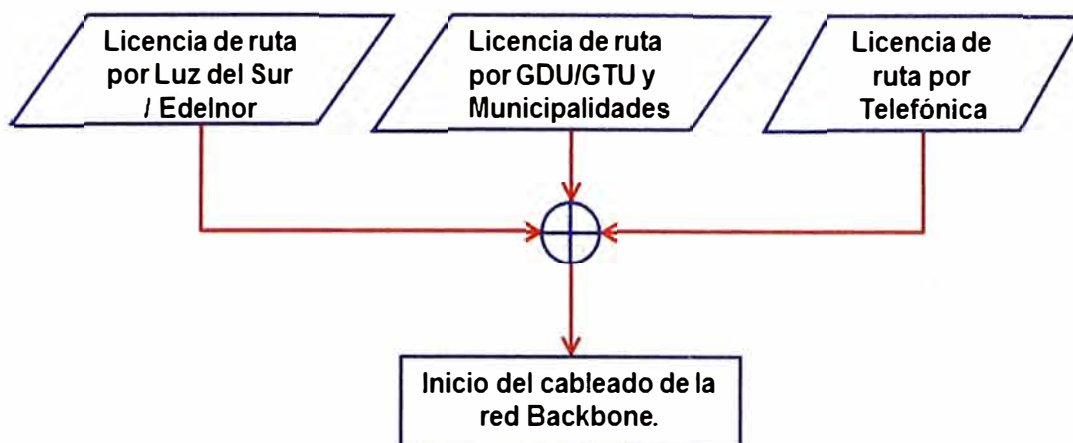 Licencia de ruta
por Luz del Sur
/ Edelnor
Licencia de ruta
por GDU/GTU y
Municipalidades
Licencia de
ruta por
Telefónica
Inicio del cableado de la
red Backbone.